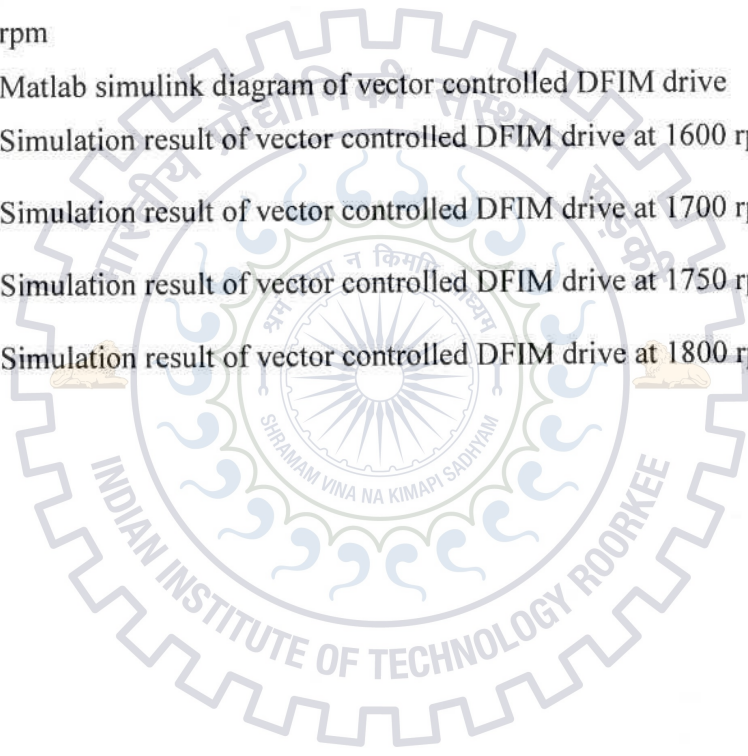 rpm
Matlab simulink diagram of vector controlled DFIM drive
Simulation result of vector controlled DFIM drive at 1600
Simulation result of vector controlled DFIM drive at 1700
Simulation result of vector controlled DFIM drive at 1750
Simulation result of vector controlled DFIM drive at 1800
भारतीय प्रौद्योगिकी संस्थान रुड़की
श्रमं विना न किमपि साध्यम्
SHRAMAM VINA NA KIMAPI SADHYAM
INDIAN INSTITUTE OF TECHNOLOGY ROORKEE